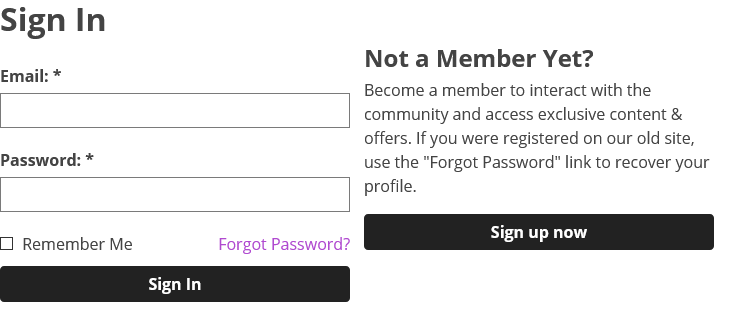 Sign In
Email: *
Password: *
Remember Me
Forgot Password?
Sign In
Not a Member Yet?
Become a member to interact with the
community and access exclusive content &
offers. If you were registered on our old site,
use the "Forgot Password" link to recover your
profile.
Sign up now